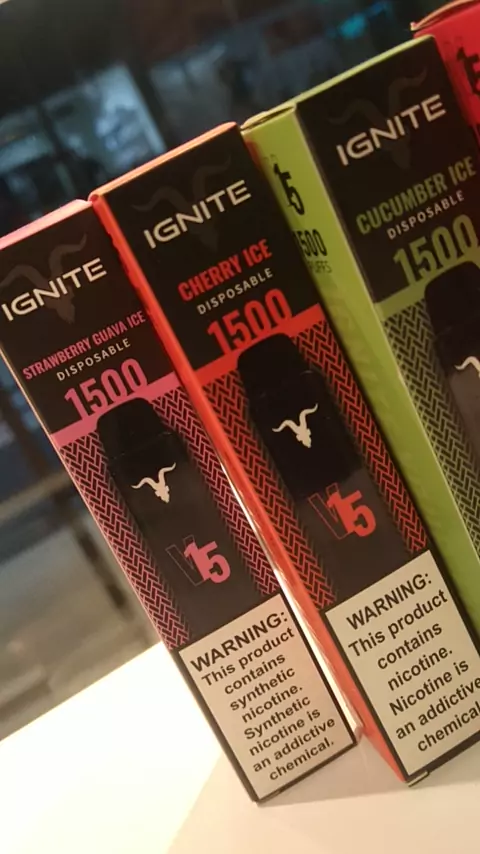 IGNITE
STRAWBERRY GUAVA ICE
DISPOSABLE
1500
V15
WARNING:
This product
contains
synthetic
nicotine.
Synthetic
nicotine is
an addictive
chemical.
IGNITE
CHERRY ICE
DISPOSABLE
1500
V15
WARNING:
This product
contains
nicotine.
Nicotine is
an addictive
chemical
15
500
PUFFS
IGNITE
CUCUMBER ICE
DISPOSABLE
1500